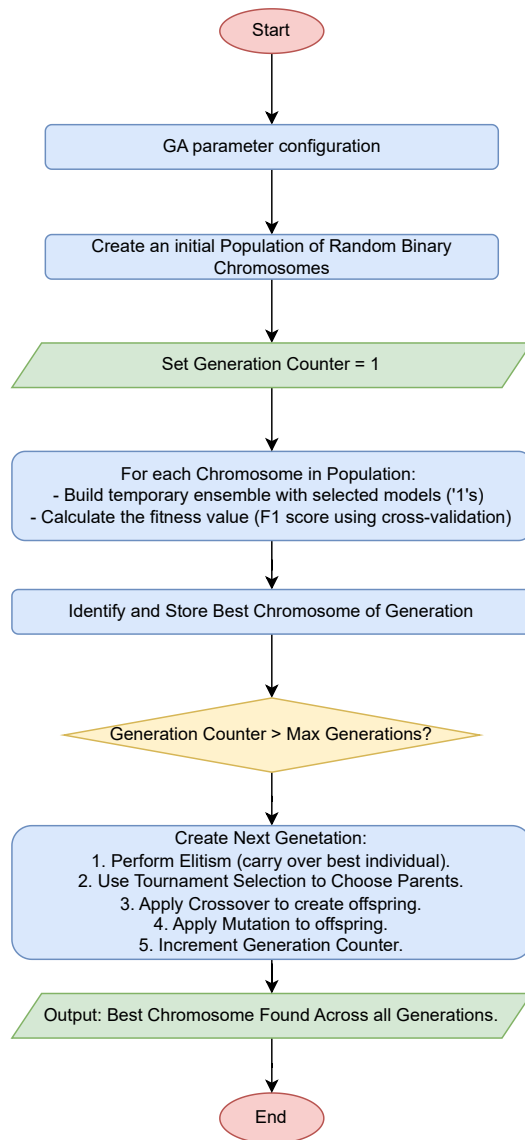 Start
GA parameter configuration
Create an initial Population of Random Binary
Chromosomes
Set Generation Counter = 1
For each Chromosome in Population:
- Build temporary ensemble with selected models ('1's)
- Calculate the fitness value (F1 score using cross-validation)
Identify and Store Best Chromosome of Generation
Generation Counter > Max Generations?
Create Next Genetation:
1. Perform Elitism (carry over best individual).
2. Use Tournament Selection to Choose Parents.
3. Apply Crossover to create offspring.
4. Apply Mutation to offspring.
5. Increment Generation Counter.
Output: Best Chromosome Found Across all Generations.
End